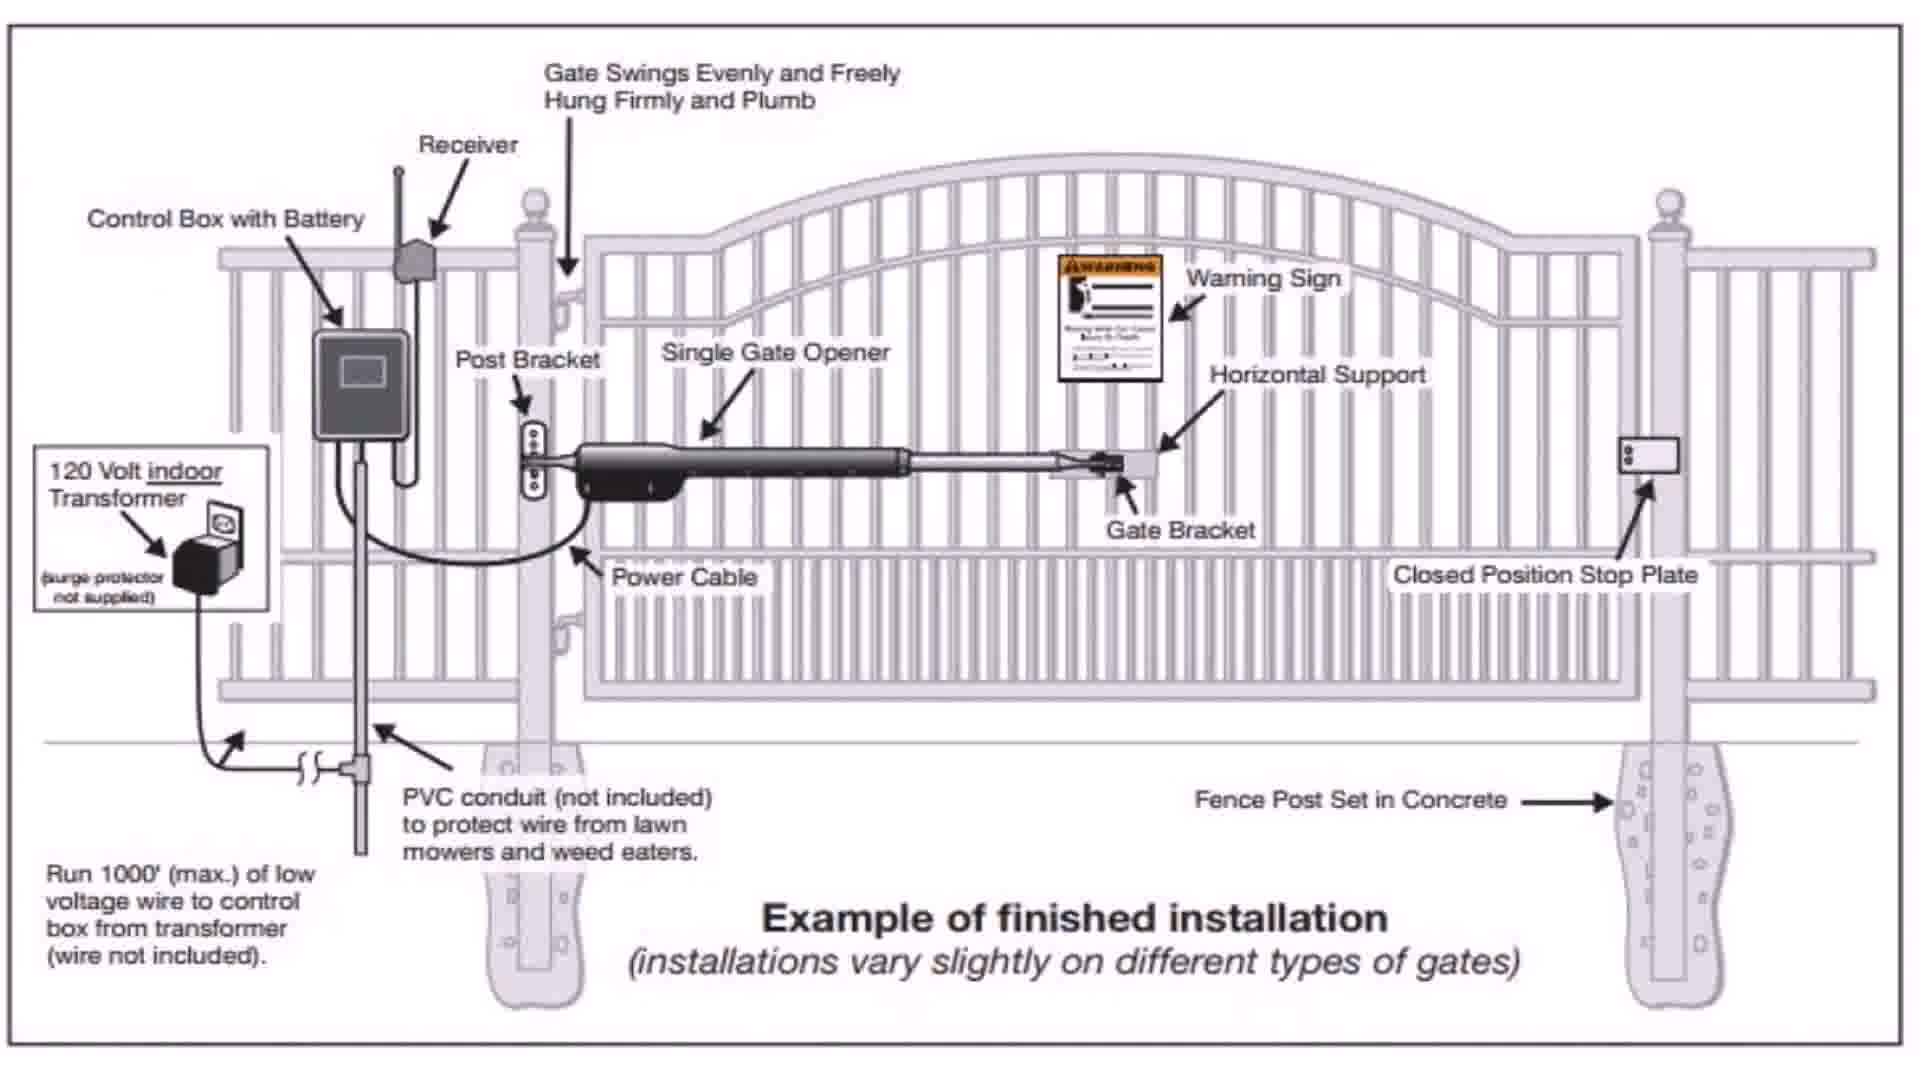 Gate Swings Evenly and Freely
Hung Firmly and Plumb
Receiver
Control Box with Battery
WARNING
Warning Sign
Post Bracket
Single Gate Opener
Horizontal Support
120 Volt indoor
Transformer
(surge protector
not supplied)
Gate Bracket
Power Cable
Closed Position Stop Plate
PVC conduit (not included)
to protect wire from lawn
mowers and weed eaters.
Fence Post Set in Concrete
Run 1000' (max.) of low
voltage wire to control
box from transformer
(wire not included).
Example of finished installation
(installations vary slightly on different types of gates)